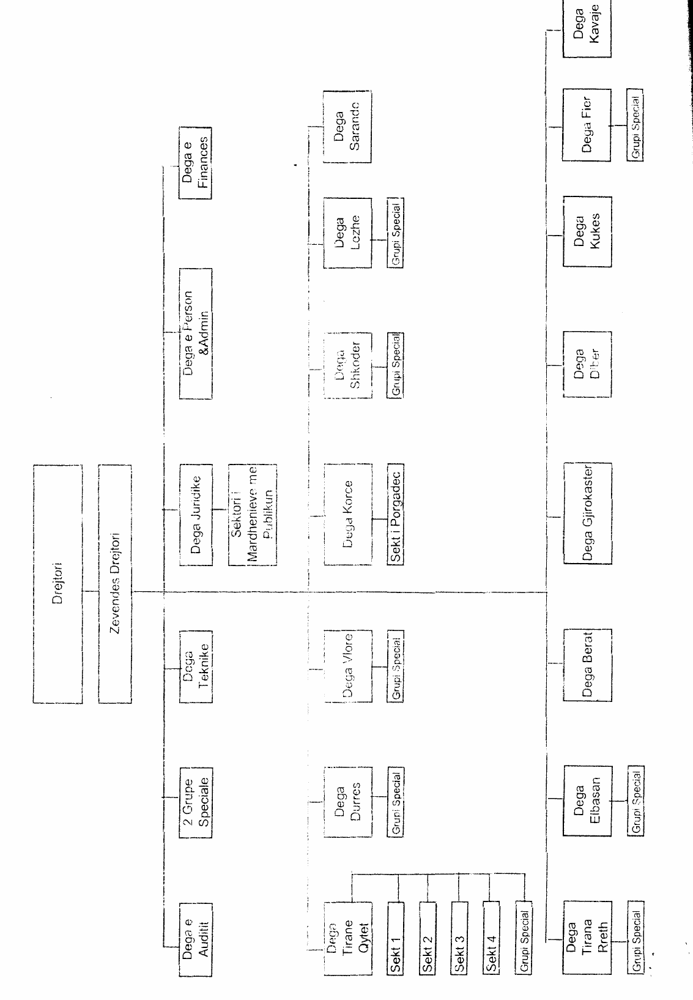 Drejtori
Zevendes Drejtori
Dega e
Auditit
2 Grupe
Speciale
Dega
Teknike
Dega Juridike
Sektori i
Mardhenieve me
Publikun
Dega e Person
&Admin
Dega e
Finances
Dega
Tirane
Qytet
Sekt 1
Sekt 2
Sekt 3
Sekt 4
Grupi Special
Dega
Durres
Grupi Special
Dega Vlore
Grupi Special
Dega Korce
Sekt i Porgadec
Dega
Shkoder
Grupi Special
Dega
Lezhe
Grupi Special
Dega
Sarande
Dega
Tirana
Rreth
Grupi Special
Dega
Elbasan
Grupi Special
Dega Berat
Dega Gjirokaster
Dega
Diber
Dega
Kukes
Dega Fier
Grupi Special
Dega
Kavaje